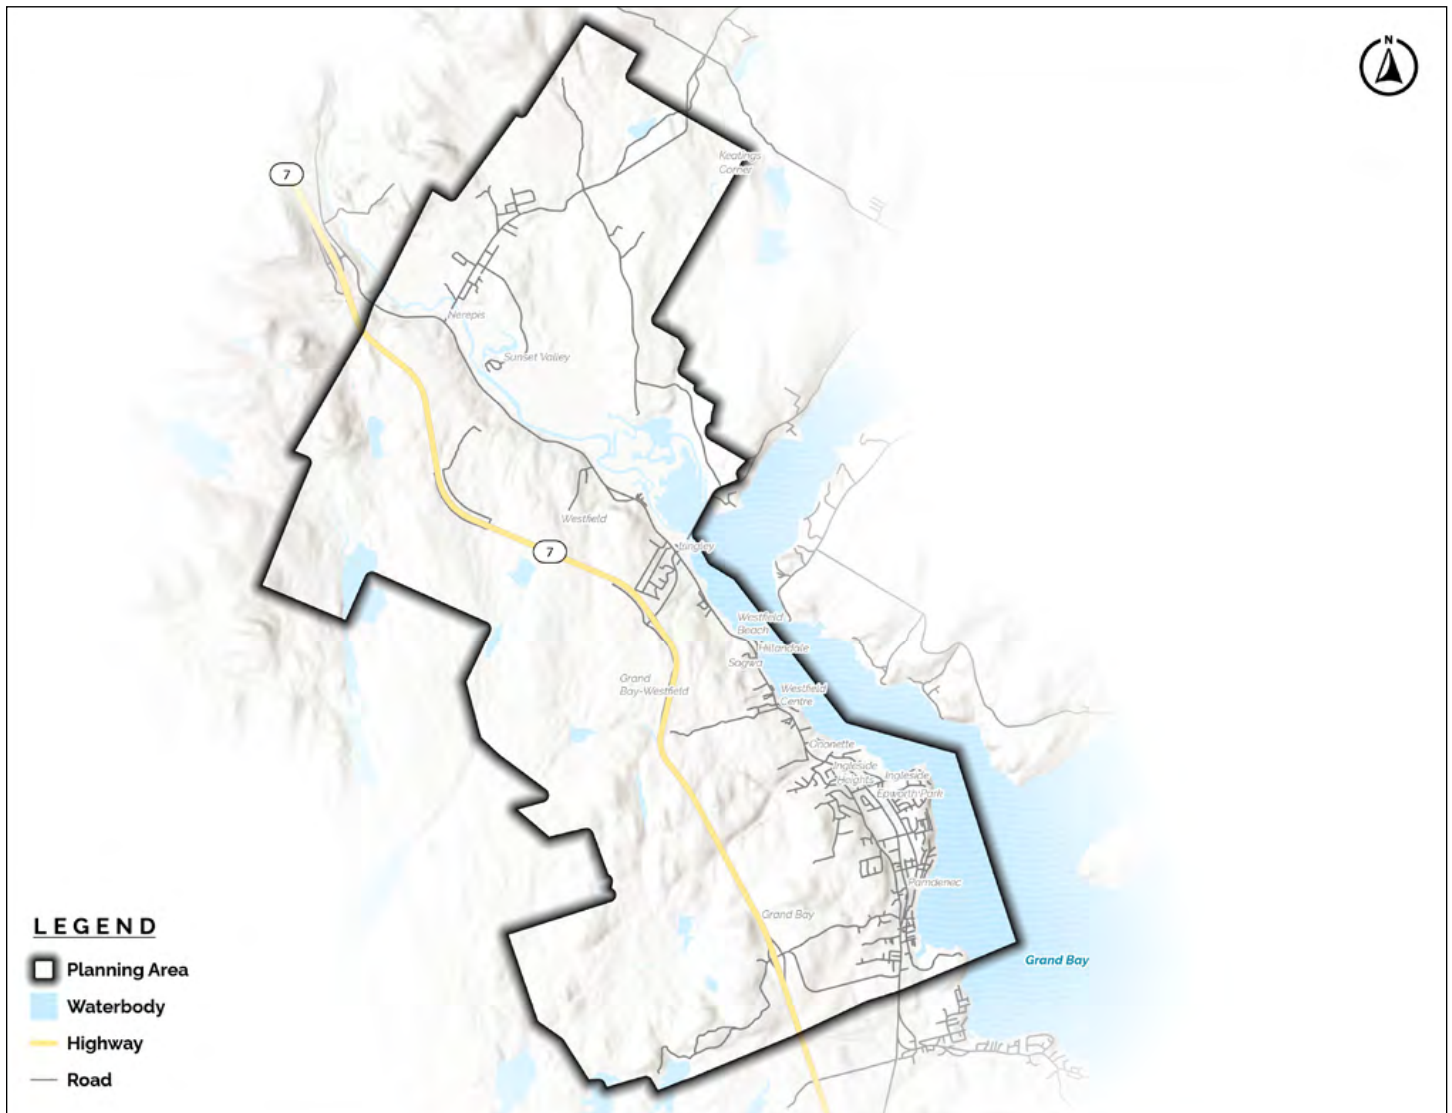 N
Keatings
Corner
7
Nerepis
Sunset Valley
Westfield
Lingley
7
Westfield
Beach
Hillandale
Sagwa
Grand
Bay-Westfield
Westfield
Centre
Ononette
Ingleside
Heights
Ingleside
Epworth Park
Pamdenec
Grand Bay
Grand Bay
LEGEND
Planning Area
Waterbody
Highway
Road